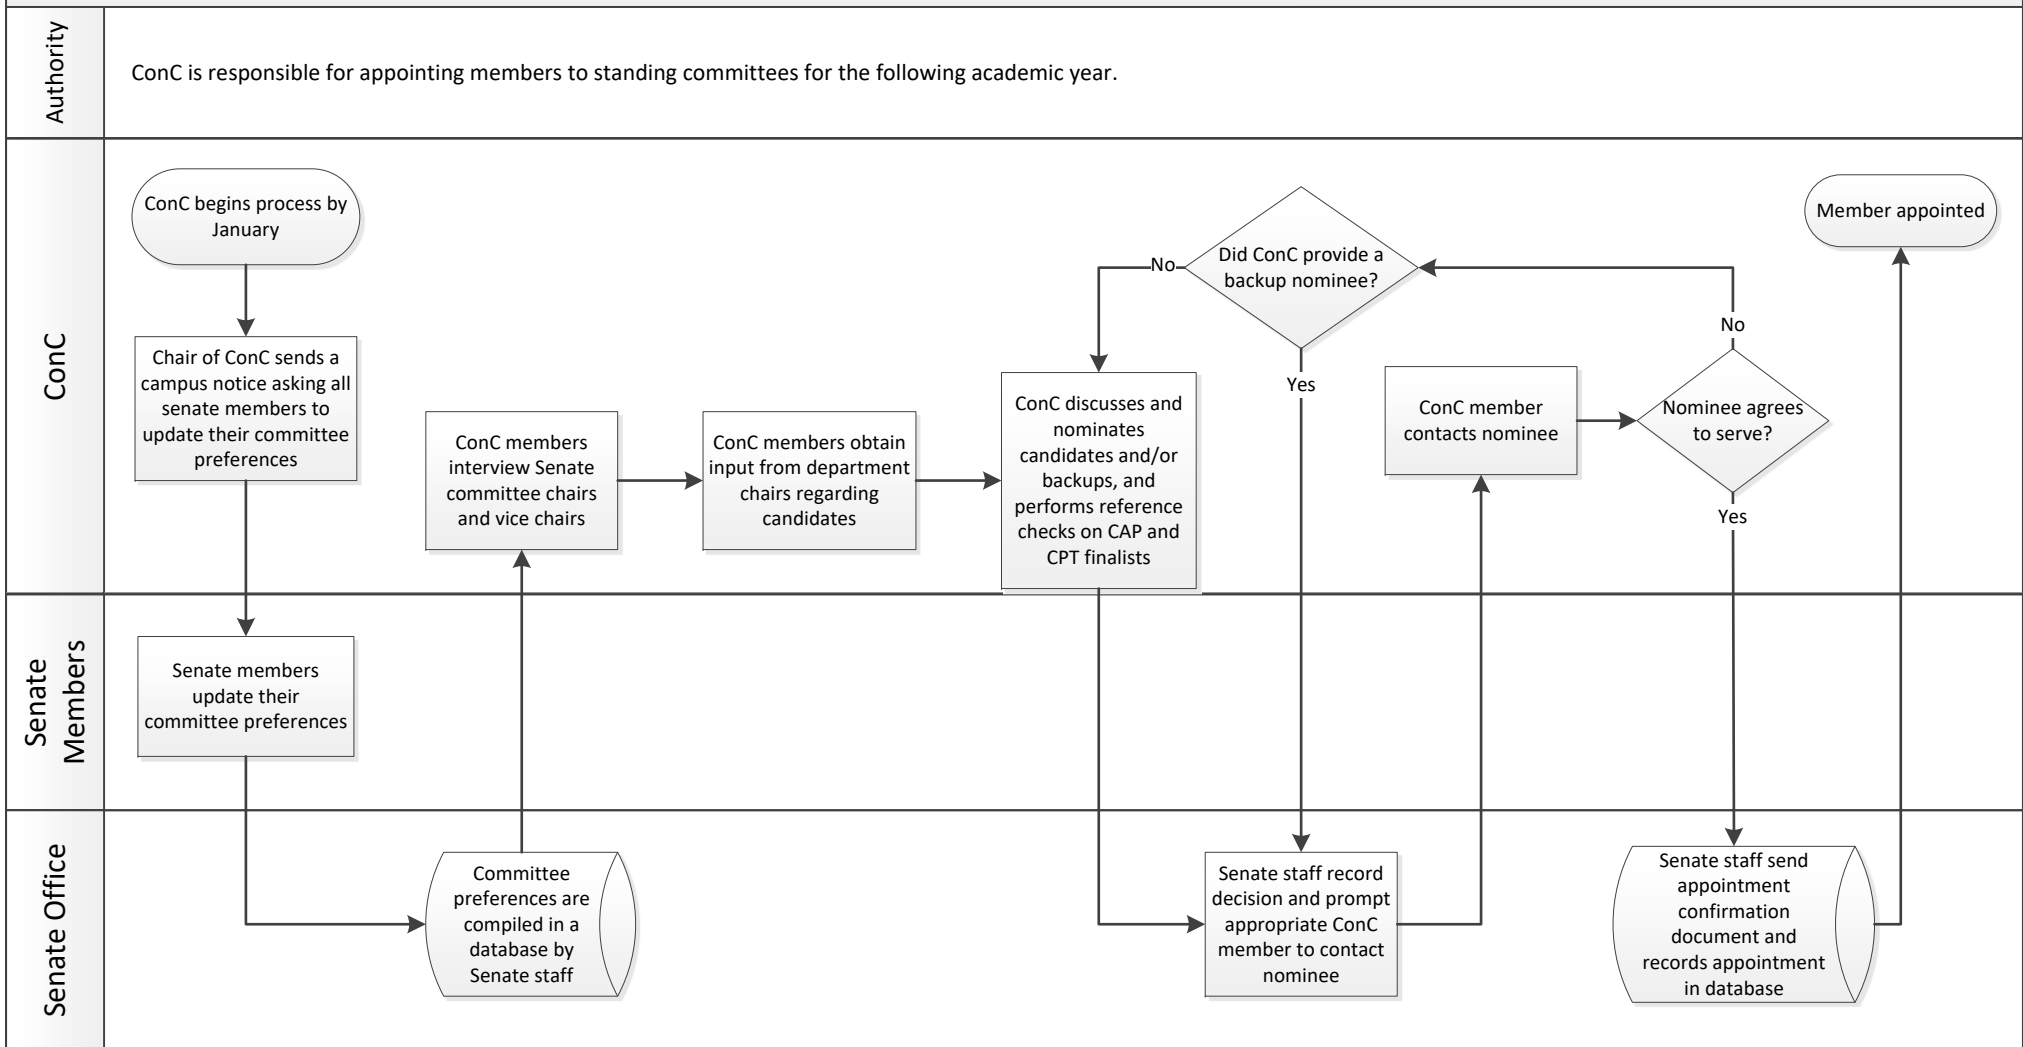 Authority
ConC is responsible for appointing members to standing committees for the following academic year.
ConC
ConC begins process by
January
Chair of ConC sends a
campus notice asking all
senate members to
update their committee
preferences
ConC members
interview Senate
committee chairs
and vice chairs
ConC members obtain
input from department
chairs regarding
candidates
ConC discusses and
nominates
candidates and/or
backups, and
performs reference
checks on CAP and
CPT finalists
Did ConC provide a
backup nominee?
No
Yes
ConC member
contacts nominee
Nominee agrees
to serve?
No
Yes
Member appointed
Senate
Members
Senate members
update their
committee preferences
Senate Office
Committee
preferences are
compiled in a
database by
Senate staff
Senate staff record
decision and prompt
appropriate ConC
member to contact
nominee
Senate staff send
appointment
confirmation
document and
records appointment
in database